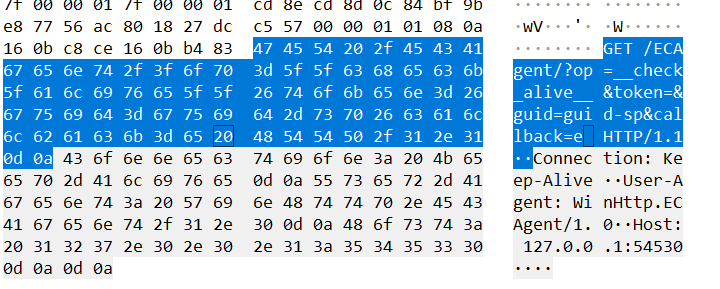 7f 00 00 01 7f 00 00 01 cd 8e cd 8d 0c 84 bf 9b
e8 77 56 ac 80 18 27 dc c5 57 00 00 01 01 08 0a ·wV···'· ·W······
16 0b c8 ce 16 0b b4 83 47 45 54 20 2f 45 43 41 ········ GET /ECA
67 65 6e 74 2f 3f 6f 70 3d 5f 5f 63 68 65 63 6b gent/?op =__check
5f 61 6c 69 76 65 5f 5f 26 74 6f 6b 65 6e 3d 26 _alive__ &token=&
67 75 69 64 3d 67 75 69 64 2d 73 70 26 63 61 6c guid=gui d-sp&cal
6c 62 61 63 6b 3d 65 20 48 54 54 50 2f 31 2e 31 lback=e HTTP/1.1
0d 0a 43 6f 6e 6e 65 63 74 69 6f 6e 3a 20 4b 65 ··Connec tion: Ke
65 70 2d 41 6c 69 76 65 0d 0a 55 73 65 72 2d 41 ep-Alive ··User-A
67 65 6e 74 3a 20 57 69 6e 48 74 74 70 2e 45 43 gent: Wi nHttp.EC
41 67 65 6e 74 2f 31 2e 30 0d 0a 48 6f 73 74 3a Agent/1. 0··Host:
20 31 32 37 2e 30 2e 30 2e 31 3a 35 34 35 33 30 127.0.0 .1:54530
0d 0a 0d 0a ····